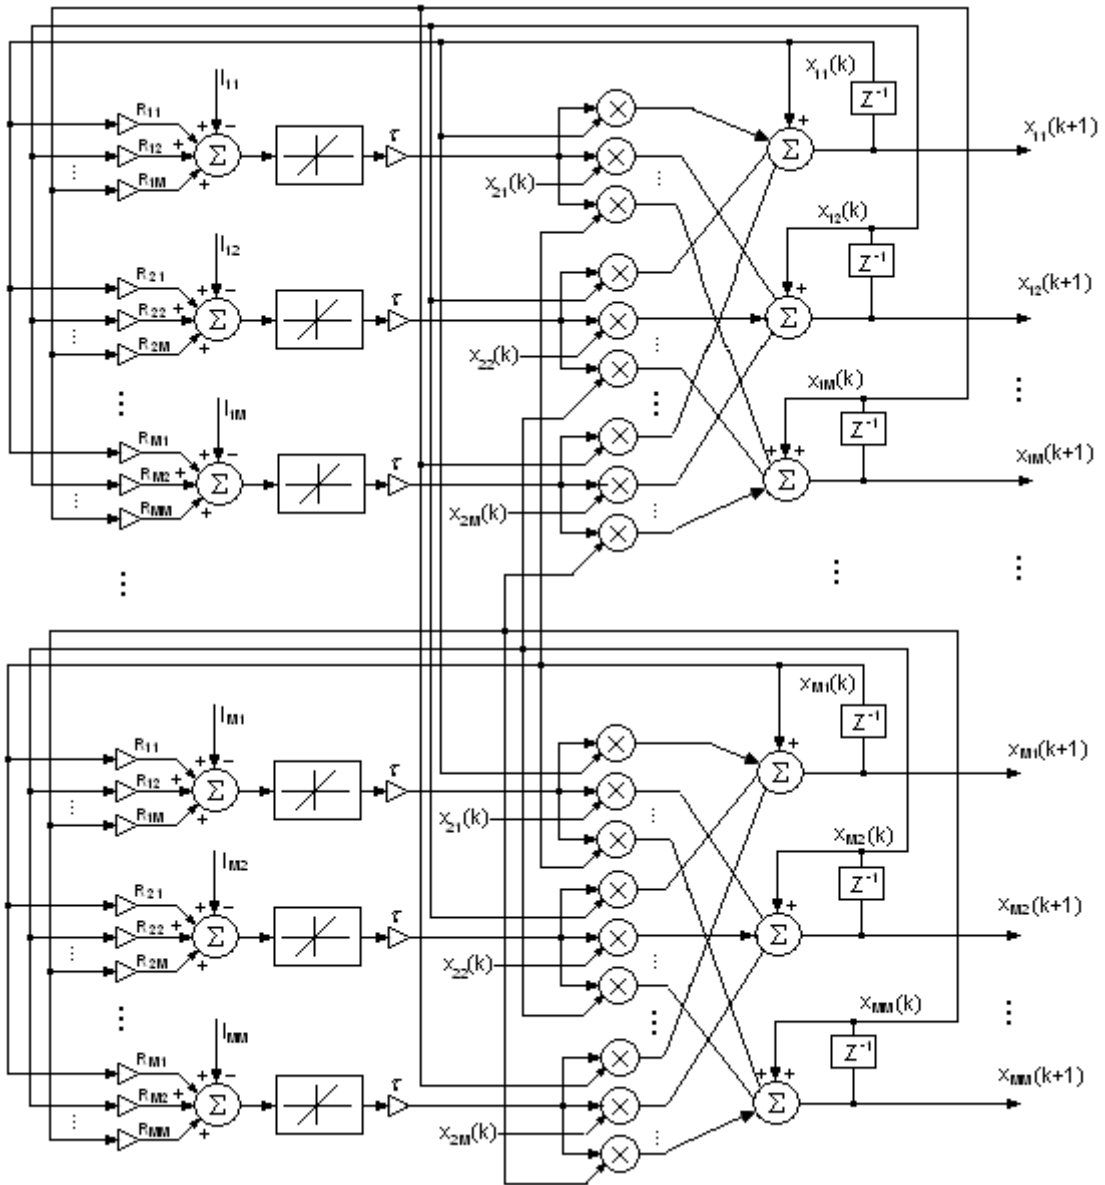 x₁₁(k)
I₁₁
R₁₁ + − Z⁻¹
τ × + x₁₁(k+1)
R₁₂ + Σ × Σ
⋮ x₂₁(k) ⋮
R₁M + ×
x₁₂(k)
I₁₂
R₂₁ + − × Z⁻¹
τ + x₁₂(k+1)
R₂₂ + Σ × Σ
⋮ x₂₂(k) ⋮
R₂M + ×
⋮ ⋮ x₁M(k) ⋮
I₁M
RM₁ + − × Z⁻¹
τ + + x₁M(k+1)
RM₂ + Σ × Σ
⋮ x₂M(k) ⋮
RMM + ×
⋮ ⋮ ⋮
xM₁(k)
IM₁
R₁₁ + − × Z⁻¹
τ + xM₁(k+1)
R₁₂ + Σ × Σ
⋮ x₂₁(k) ⋮
R₁M + ×
xM₂(k)
IM₂
R₂₁ + − × Z⁻¹
τ + xM₂(k+1)
R₂₂ + Σ × Σ
⋮ x₂₂(k) ⋮
R₂M + ×
⋮ ⋮ xMM(k) ⋮
IMM
RM₁ + − × Z⁻¹
τ + + xMM(k+1)
RM₂ + Σ × Σ
⋮ x₂M(k) ⋮
RMM + ×